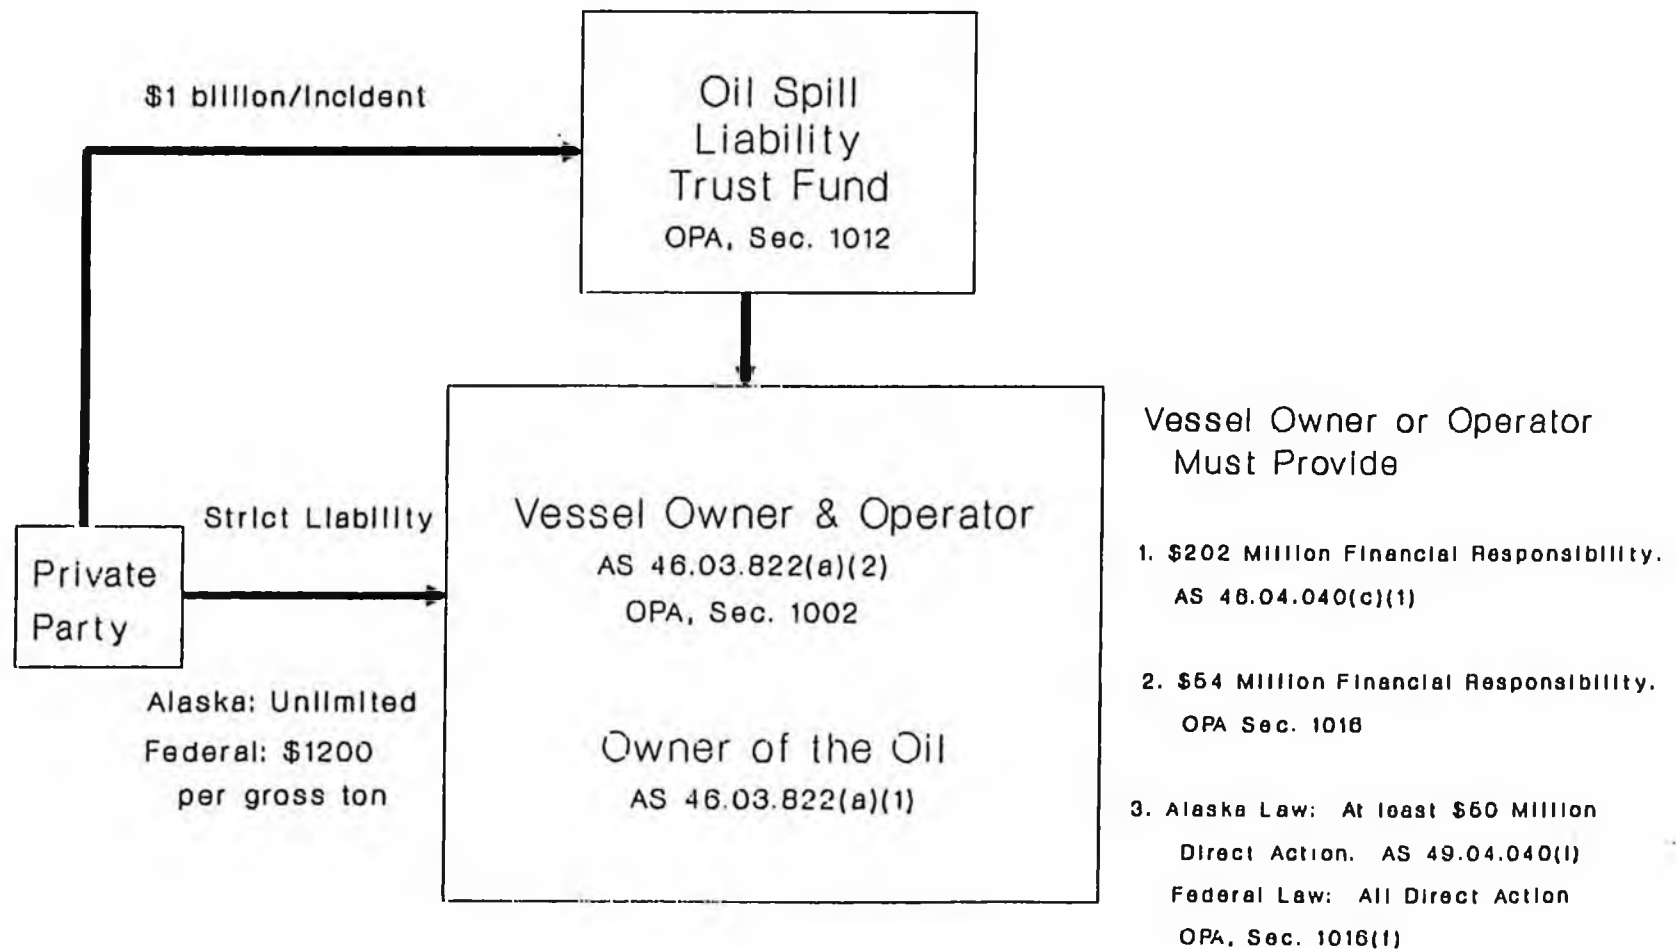 $1 billion/Incident
Oil Spill
Liability
Trust Fund
OPA, Sec. 1012
Strict Liability
Private
Party
Alaska: Unlimited
Federal: $1200
per gross ton
Vessel Owner & Operator
AS 46.03.822(a)(2)
OPA, Sec. 1002
Owner of the Oil
AS 46.03.822(a)(1)
Vessel Owner or Operator
Must Provide
1. $202 Million Financial Responsibility.
AS 46.04.040(c)(1)
2. $54 Million Financial Responsibility.
OPA Sec. 1016
3. Alaska Law: At least $50 Million
Direct Action. AS 49.04.040(l)
Federal Law: All Direct Action
OPA, Sec. 1016(f)